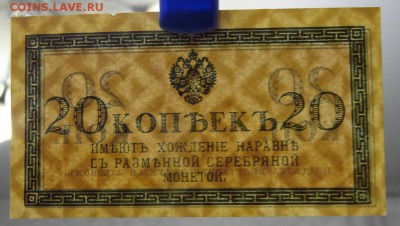 COINS.LAVE.RU
20 КОПѢЕКЪ 20
ИМѢЮТЪ ХОЖДЕНІЕ НАРАВНѢ
СЪ РАЗМѢННОЙ СЕРЕБРЯНОЙ
МОНЕТОЙ.